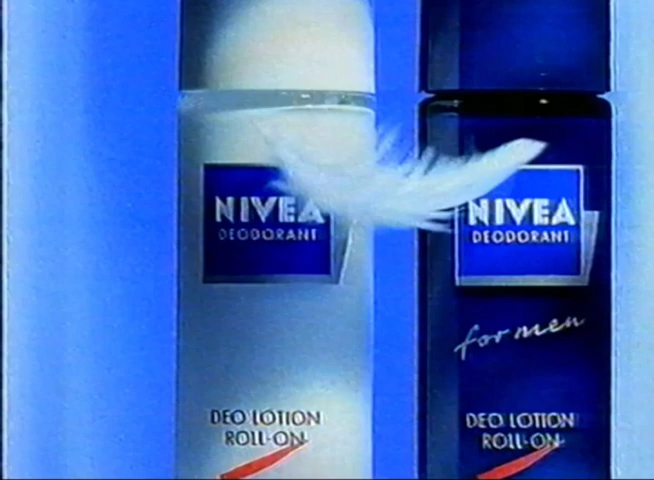 NIVEA
DEODORANT
DEO LOTION
ROLL-ON
NIVEA
DEODORANT
for men
DEO LOTION
ROLL-ON